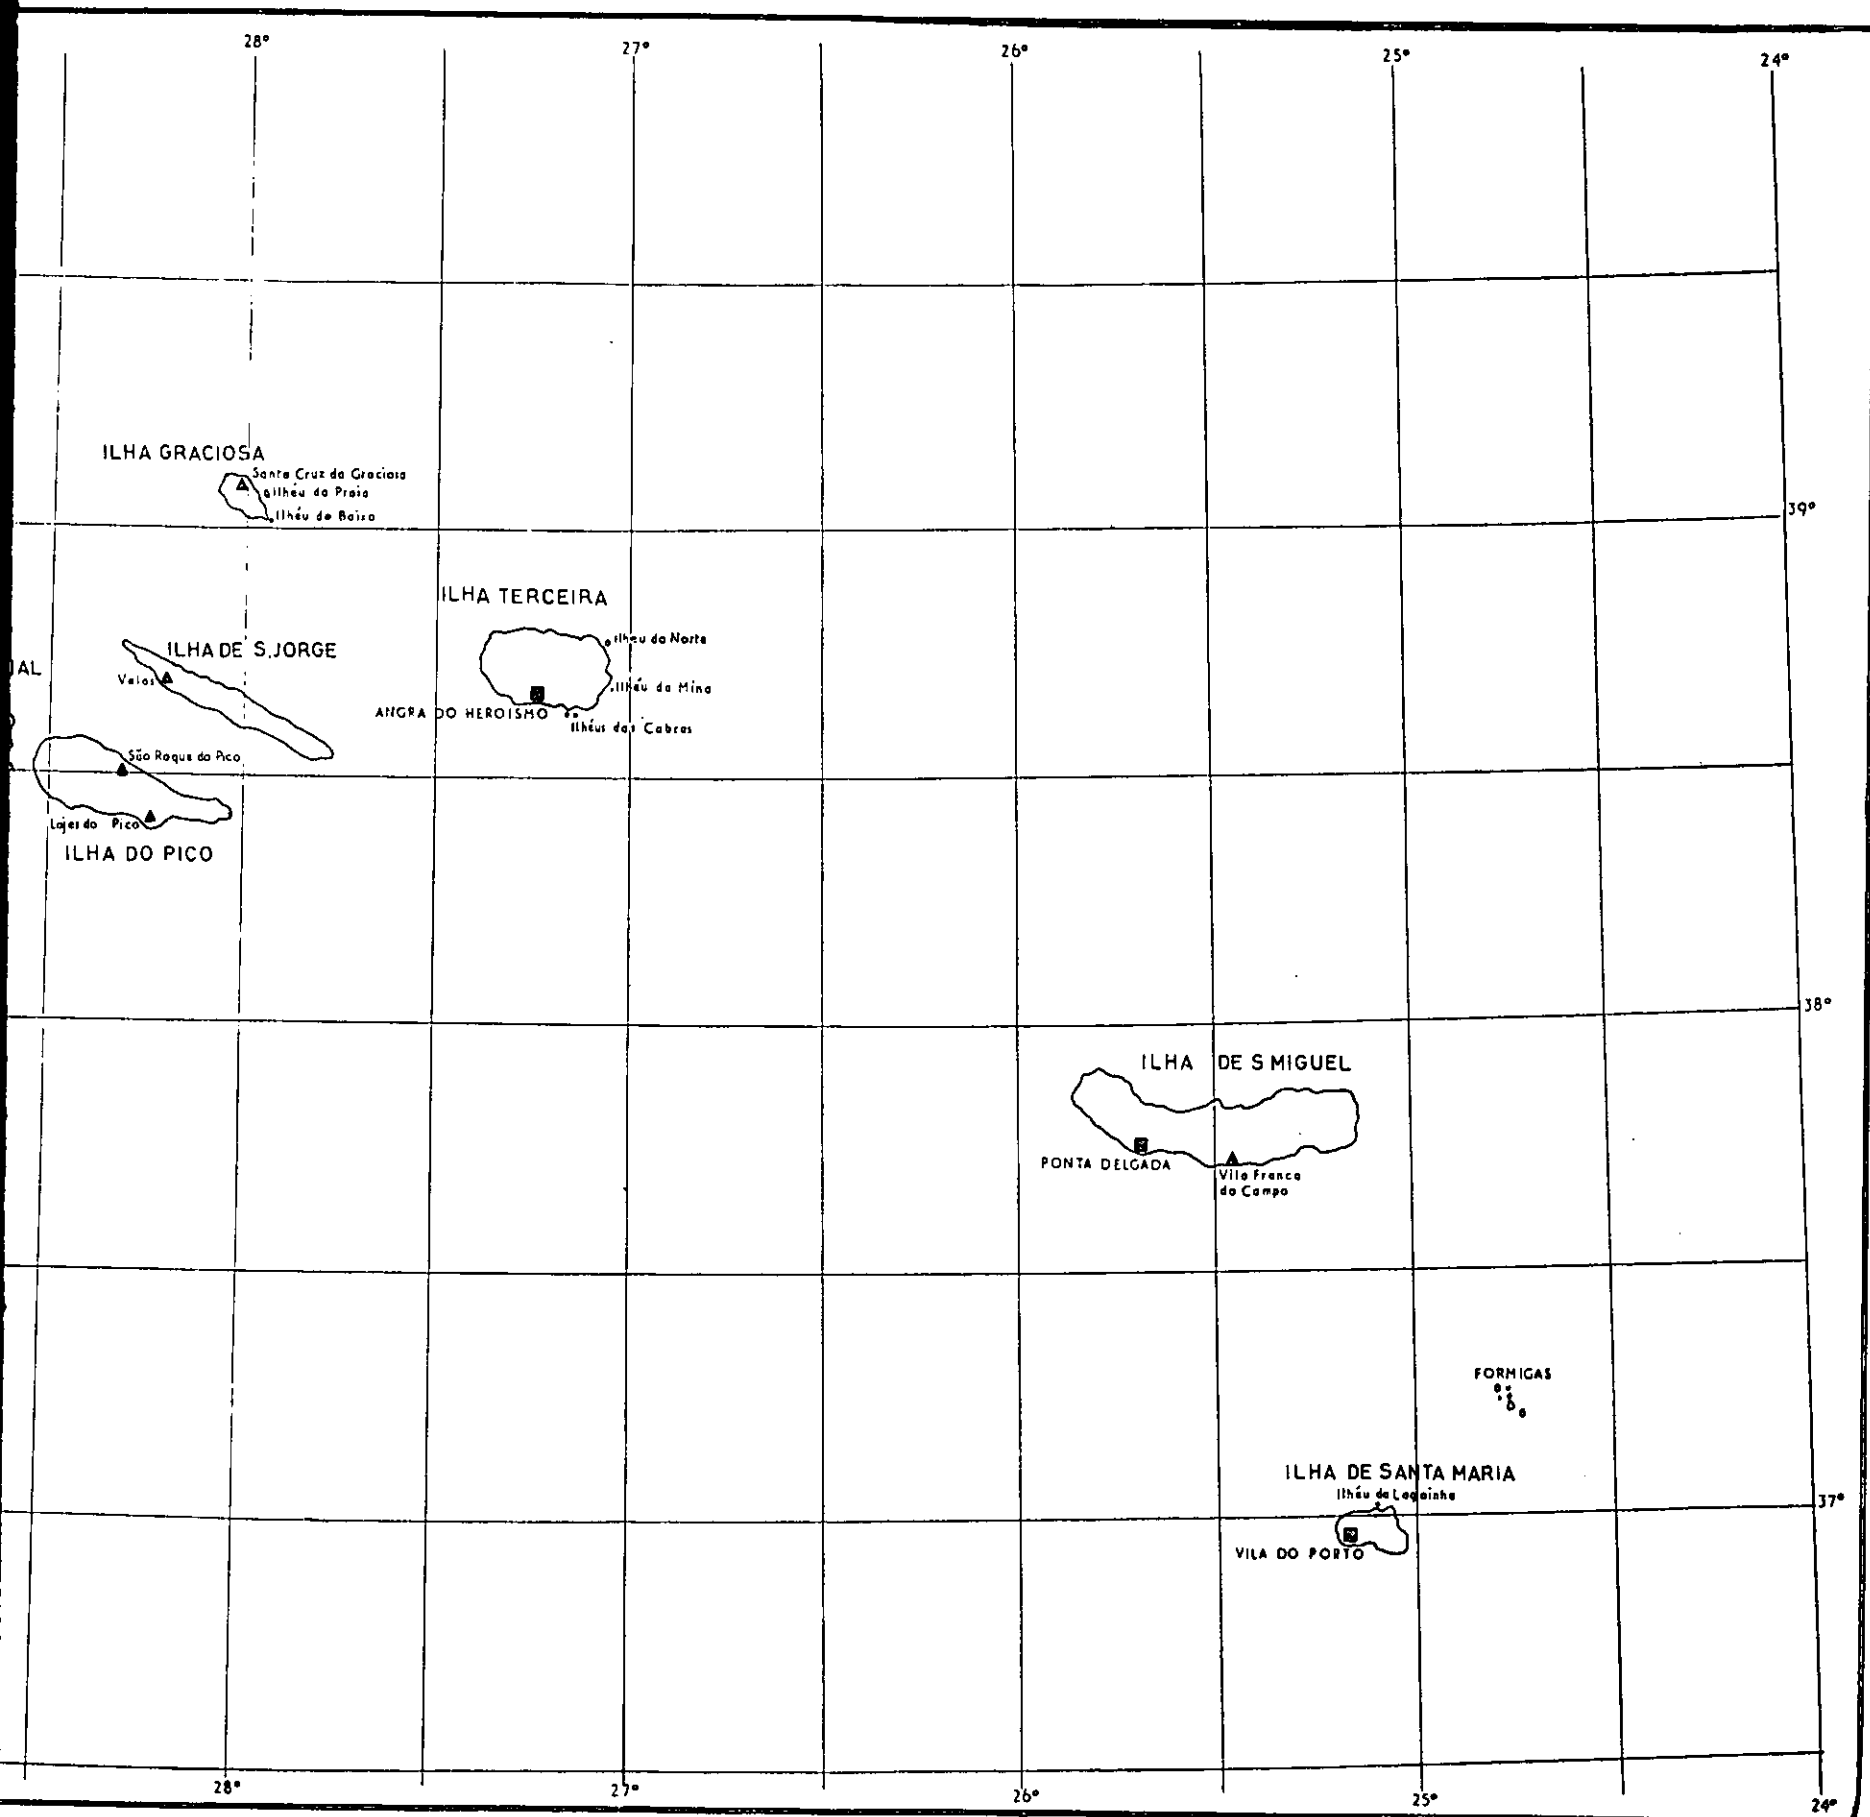 28° 27° 26° 25° 24°
ILHA GRACIOSA
Santa Cruz da Graciosa
Ilhéu da Praia
Ilhéu de Baixo
39°
ILHA TERCEIRA
Ilheu do Norte
ILHA DE S.JORGE
Velas
Ilhéu da Mina
ANGRA DO HEROISMO
Ilhéus das Cabras
São Roque do Pico
Lajes do Pico
ILHA DO PICO
38°
ILHA DE S MIGUEL
PONTA DELGADA
Vila Franca
do Campo
FORMIGAS
ILHA DE SANTA MARIA
Ilhéu da Lagoinha
37°
VILA DO PORTO
28° 27° 26° 25° 24°